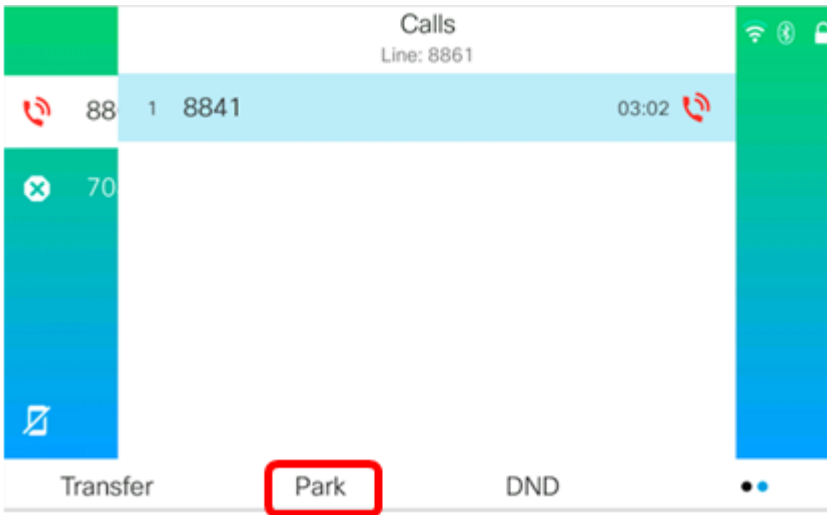 Calls
Line: 8861
88
1 8841 03:02
70
Transfer Park DND